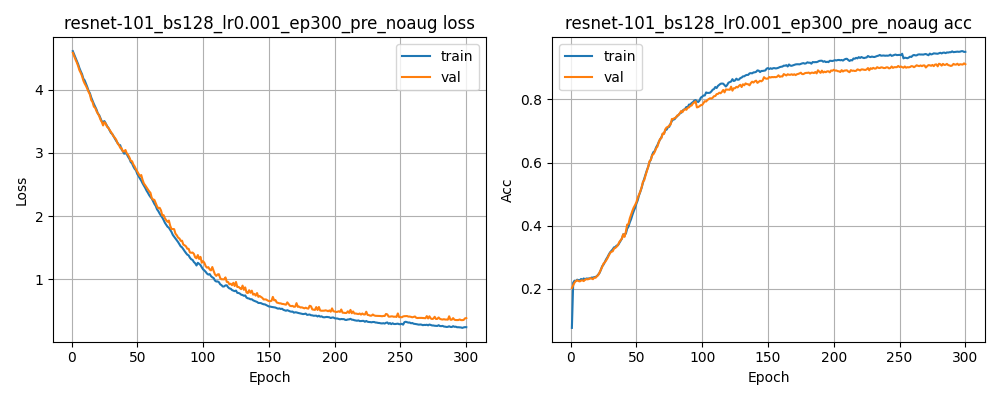 resnet-101_bs128_lr0.001_ep300_pre_noaug loss
train
val
4
3
2
1
Loss
0 50 100 150 200 250 300
Epoch
resnet-101_bs128_lr0.001_ep300_pre_noaug acc
train
val
0.8
0.6
0.4
0.2
Acc
0 50 100 150 200 250 300
Epoch